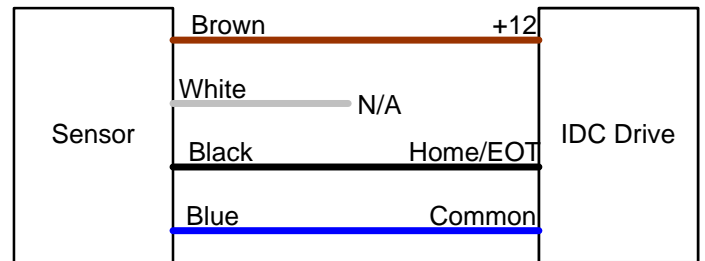 Brown +12
White N/A
Sensor IDC Drive
Black Home/EOT
Blue Common